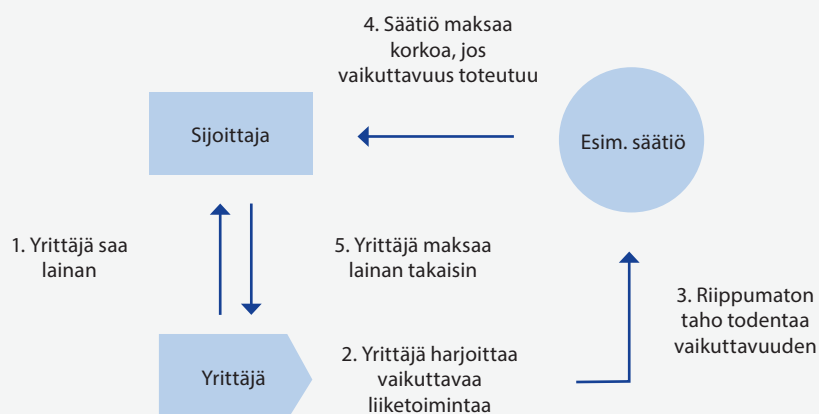 4. Säätiö maksaa
korkoa, jos
vaikuttavuus toteutuu
Sijoittaja
Esim. säätiö
1. Yrittäjä saa
lainan
5. Yrittäjä maksaa
lainan takaisin
3. Riippumaton
taho todentaa
vaikuttavuuden
Yrittäjä
2. Yrittäjä harjoittaa
vaikuttavaa
liiketoimintaa